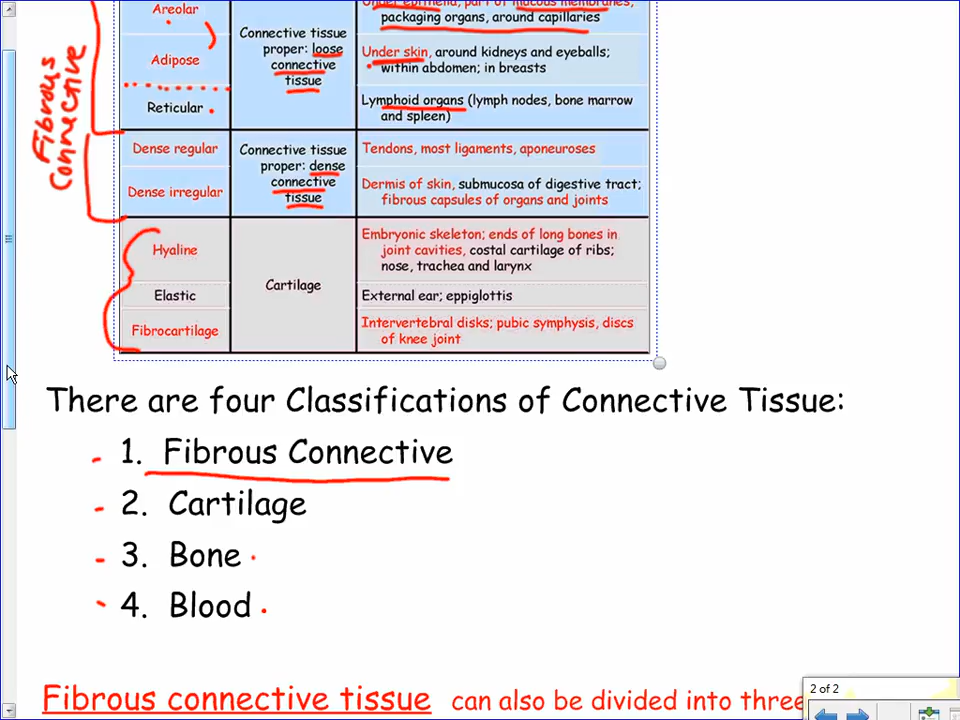 Under epithelia, part of mucous membranes,
Areolar
packaging organs, around capillaries
Connective tissue
proper: loose
connective
tissue
Adipose
Under skin, around kidneys and eyeballs;
within abdomen; in breasts
Reticular
Lymphoid organs (lymph nodes, bone marrow
and spleen)
Fibrous
Connective
Dense regular
Connective tissue
proper: dense
connective
tissue
Tendons, most ligaments, aponeuroses
Dense irregular
Dermis of skin, submucosa of digestive tract;
fibrous capsules of organs and joints
Hyaline
Cartilage
Embryonic skeleton; ends of long bones in
joint cavities, costal cartilage of ribs;
nose, trachea and larynx
Elastic
External ear; eppiglottis
Fibrocartilage
Intervertebral disks; pubic symphysis, discs
of knee joint
There are four Classifications of Connective Tissue:
1. Fibrous Connective
2. Cartilage
3. Bone
4. Blood
Fibrous connective tissue can also be divided into three
2 of 2